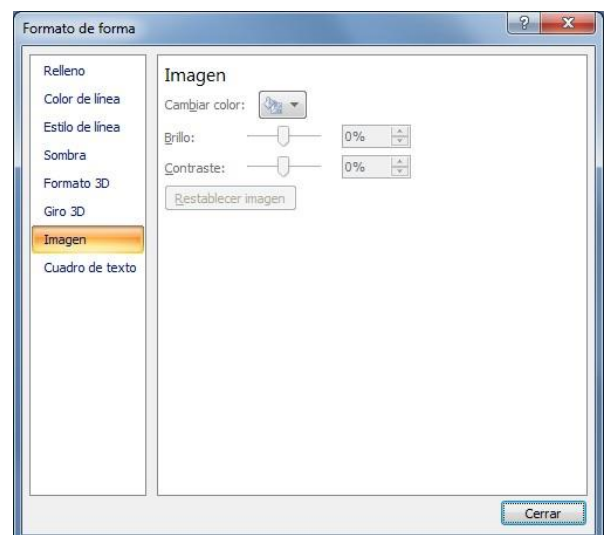 Formato de forma
Relleno
Color de línea
Estilo de línea
Sombra
Formato 3D
Giro 3D
Imagen
Cuadro de texto
Imagen
Cambiar color:
Brillo: 0%
Contraste: 0%
Restablecer imagen
Cerrar